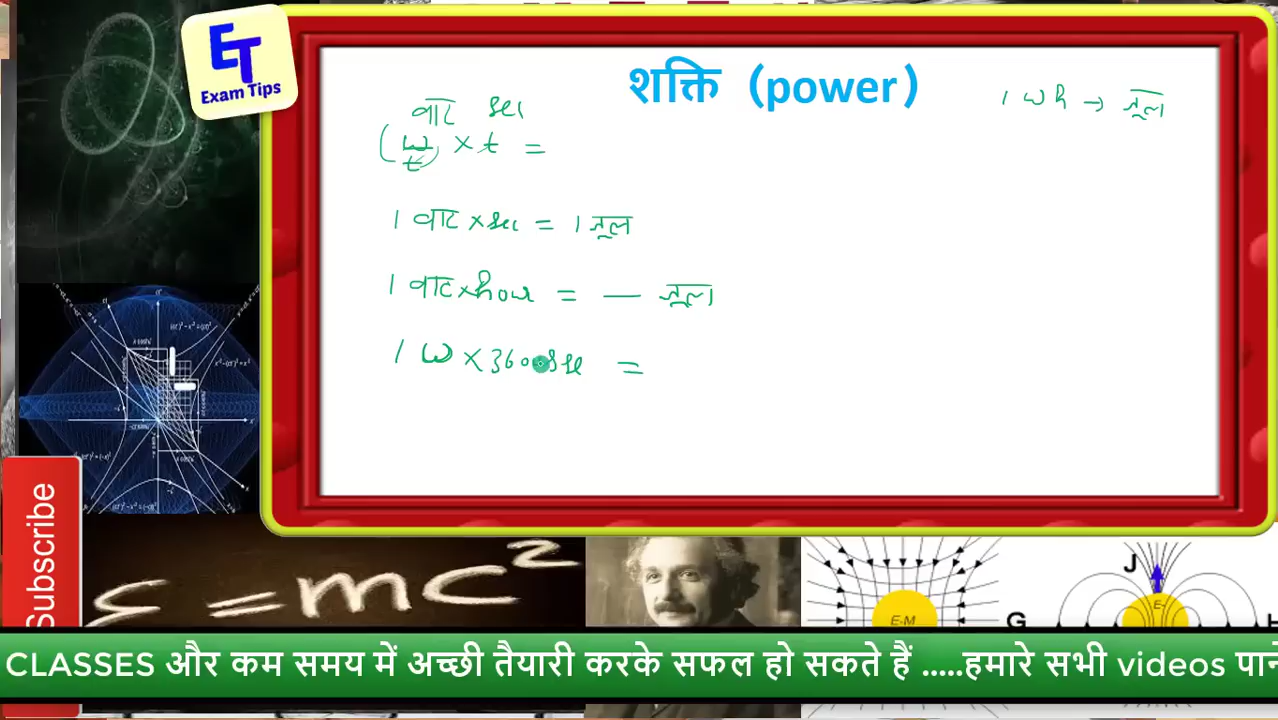 ET
Exam Tips
शक्ति (power)
वाट sec
(w/t) × t =
1 wh → जूल
1 वाट × sec = 1 जूल
1 वाट × hour = — जूल
1 w × 3600 sec =
Subscribe
= mc²
E-M
G
J
E-
H
CLASSES और कम समय में अच्छी तैयारी करके सफल हो सकते हैं .....हमारे सभी videos पाने